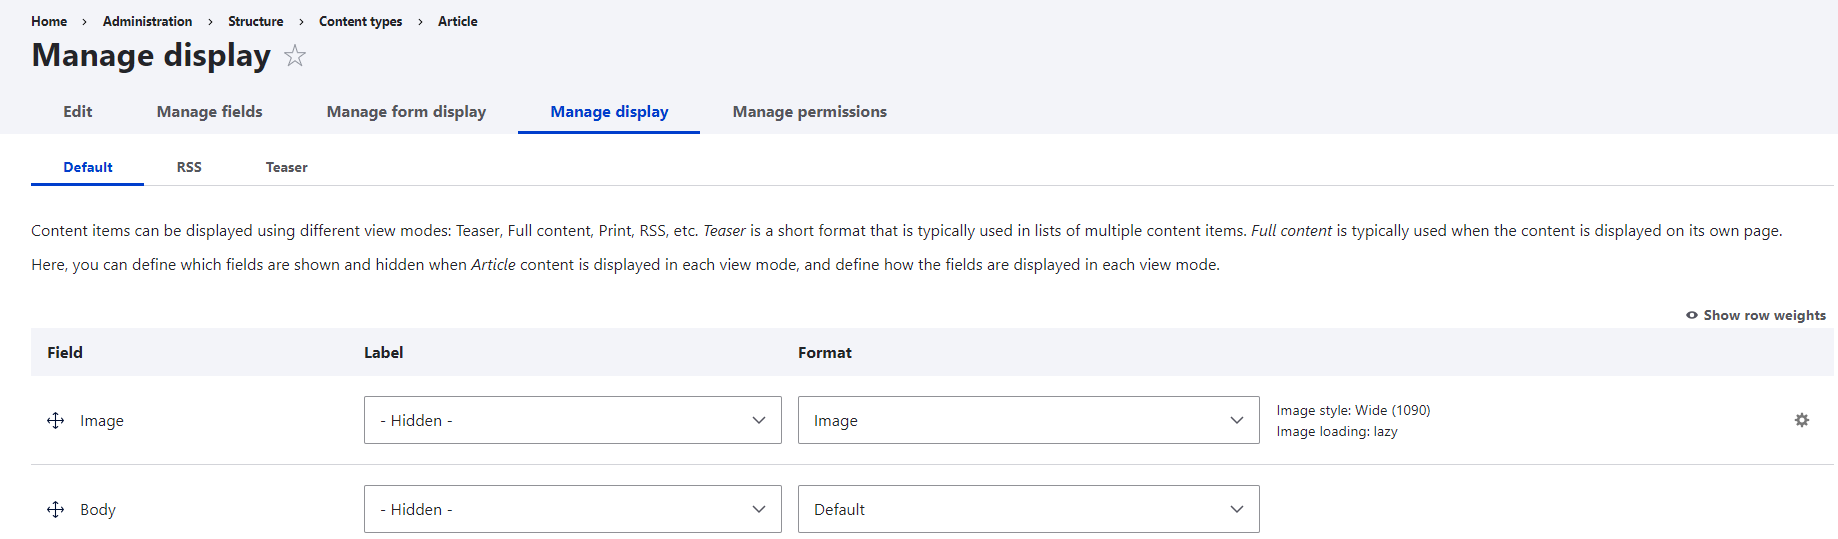 Home › Administration › Structure › Content types › Article
Manage display
Edit Manage fields Manage form display Manage display Manage permissions
Default RSS Teaser
Content items can be displayed using different view modes: Teaser, Full content, Print, RSS, etc. Teaser is a short format that is typically used in lists of multiple content items. Full content is typically used when the content is displayed on its own page.
Here, you can define which fields are shown and hidden when Article content is displayed in each view mode, and define how the fields are displayed in each view mode.
Show row weights
Field Label Format
Image - Hidden - Image
Image style: Wide (1090)
Image loading: lazy
Body - Hidden - Default